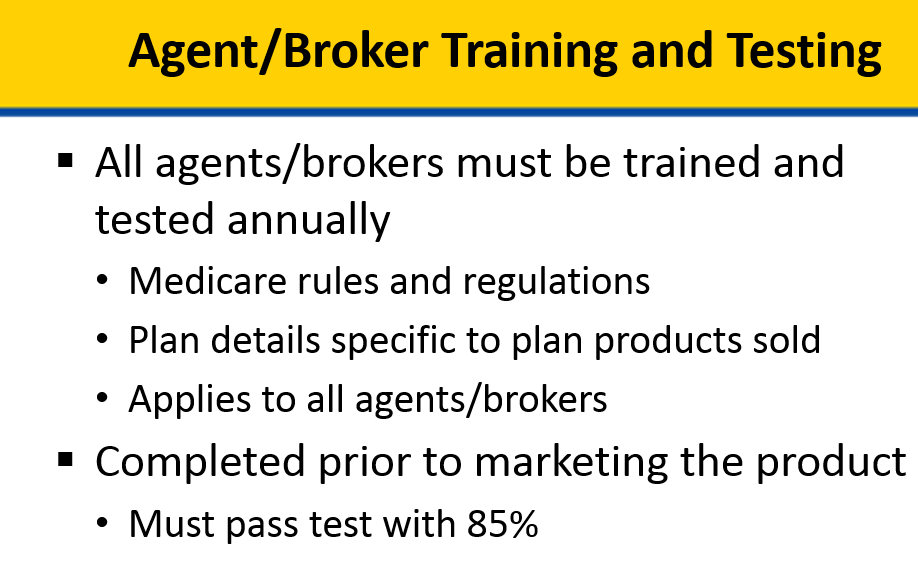 Agent/Broker Training and Testing
▪ All agents/brokers must be trained and
tested annually
• Medicare rules and regulations
• Plan details specific to plan products sold
• Applies to all agents/brokers
▪ Completed prior to marketing the product
• Must pass test with 85%